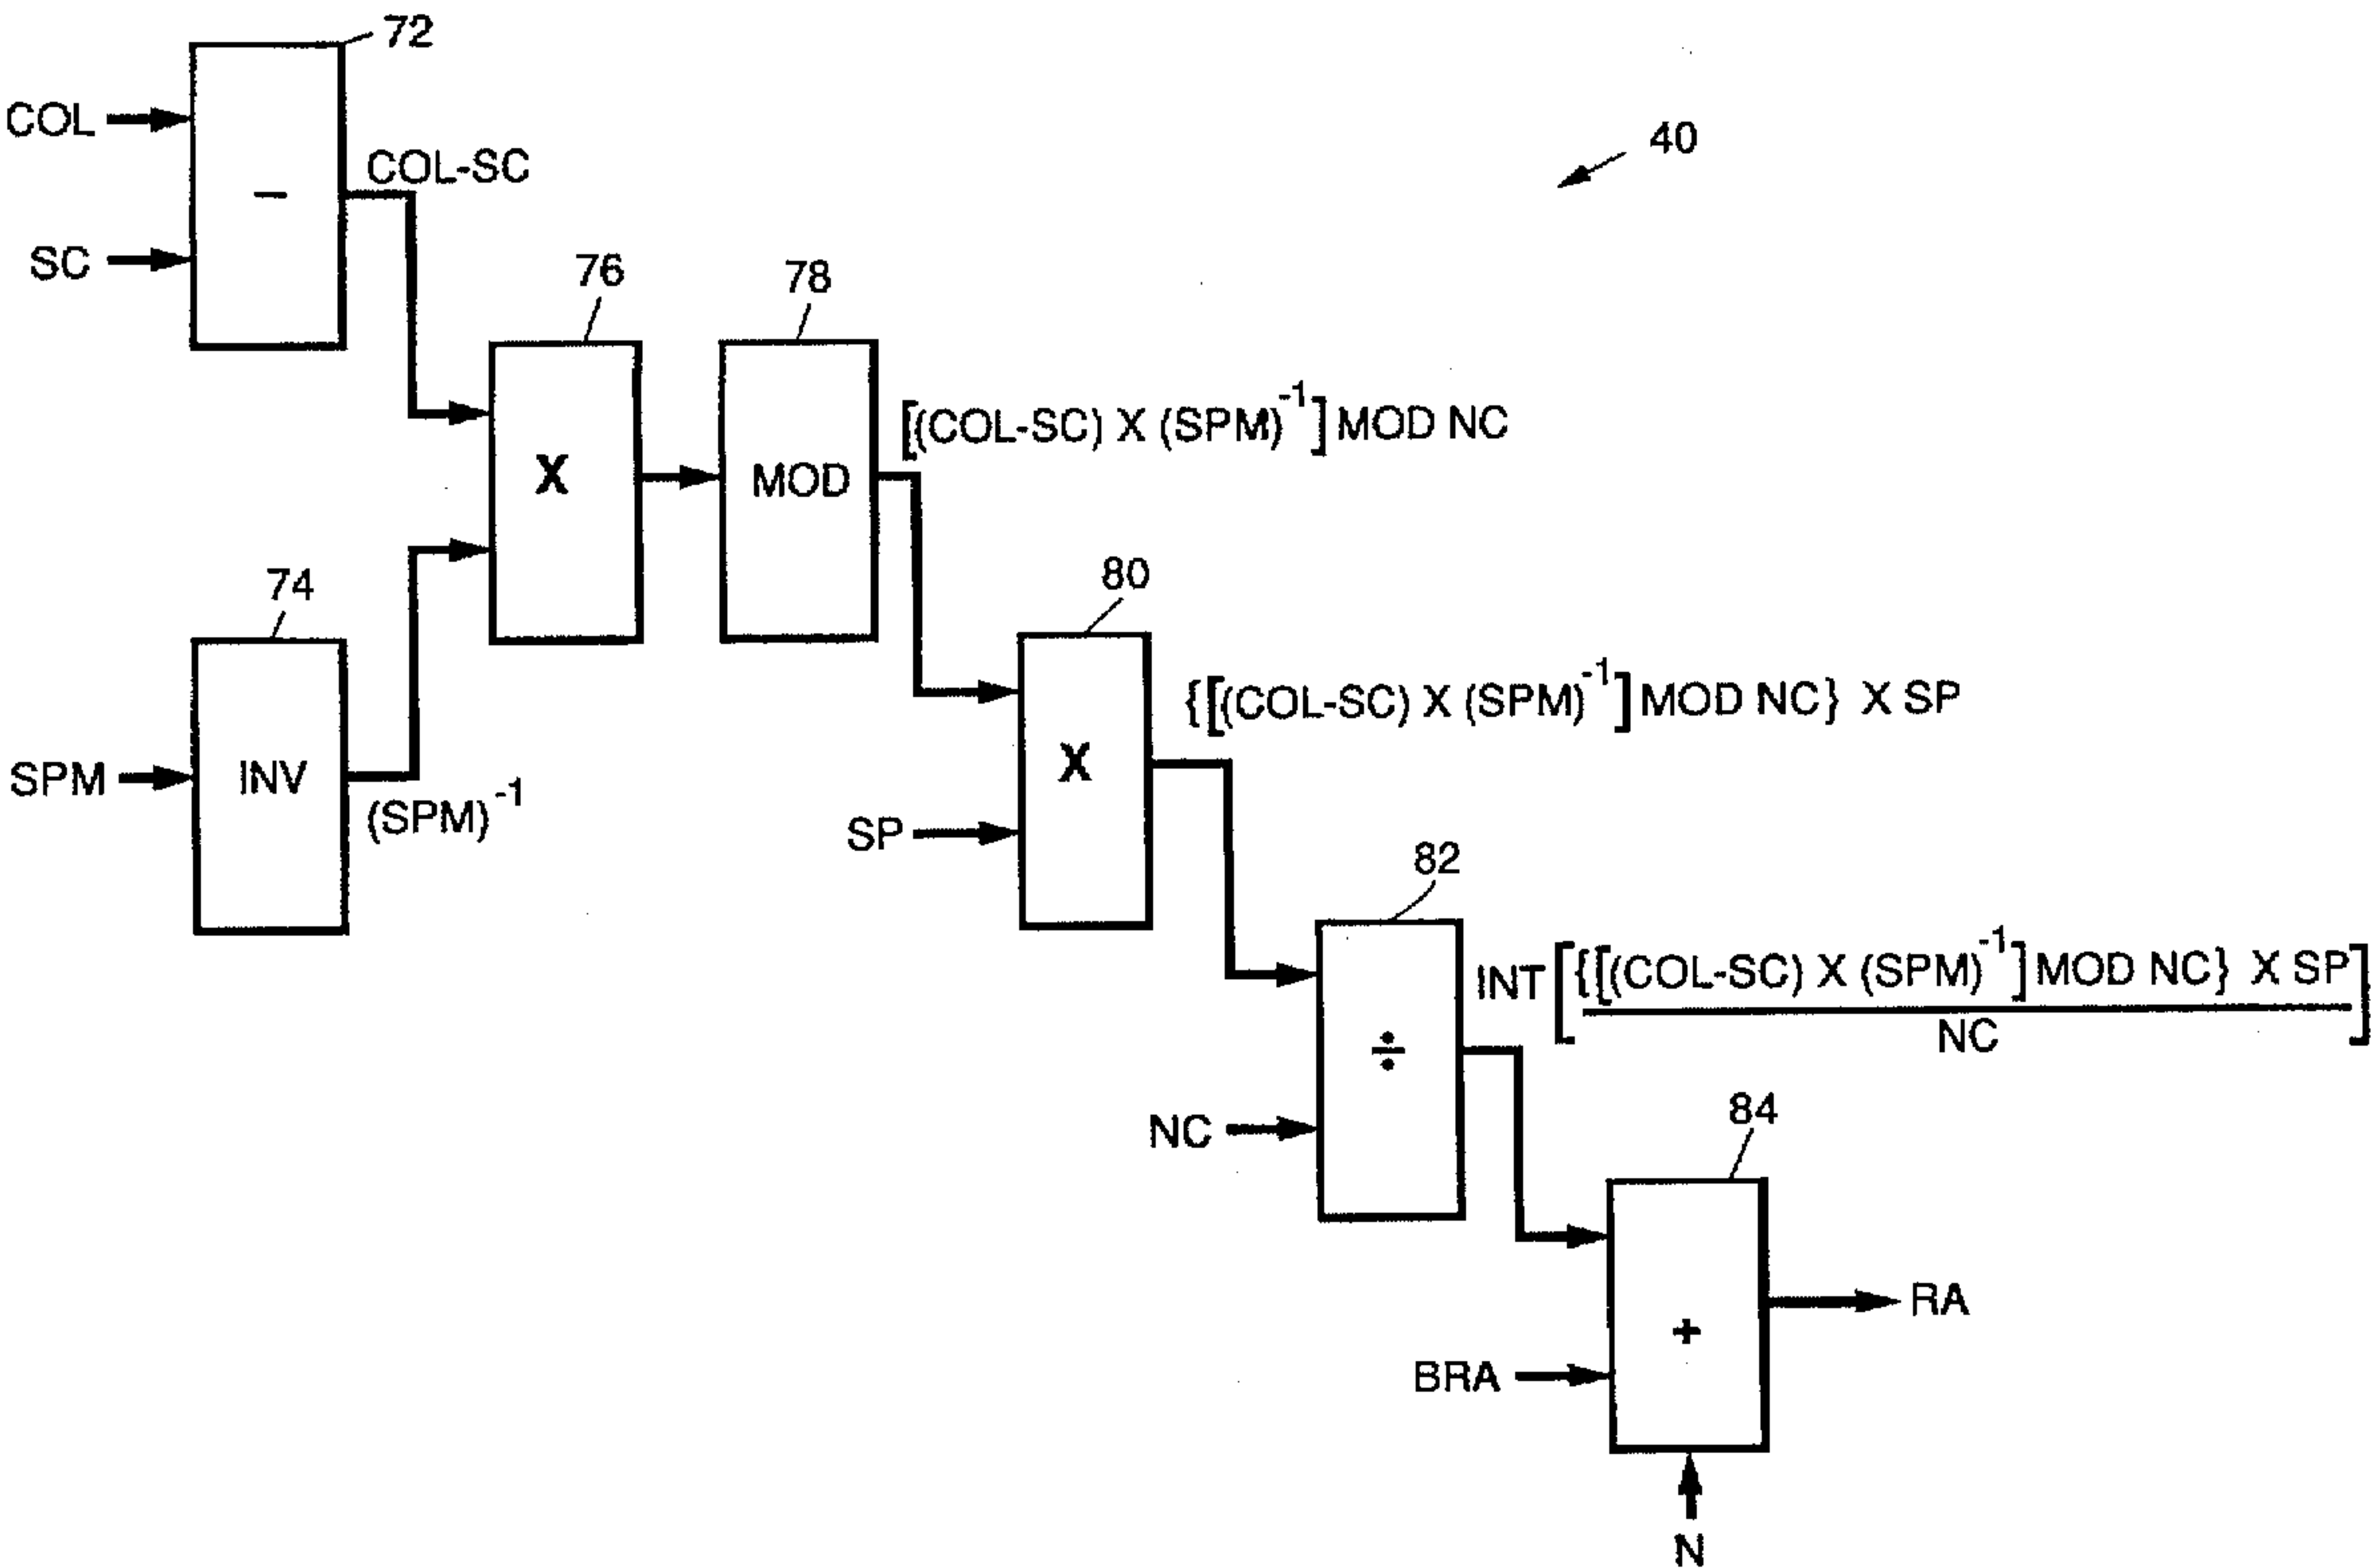 72
COL
COL-SC
40
SC
–
76
78
[(COL-SC) X (SPM)⁻¹] MOD NC
X
MOD
74
80
{[(COL-SC) X (SPM)⁻¹] MOD NC} X SP
SPM
INV
(SPM)⁻¹
X
SP
82
INT [{[(COL-SC) X (SPM)⁻¹] MOD NC} X SP]
NC
÷
NC
84
+
RA
BRA
N